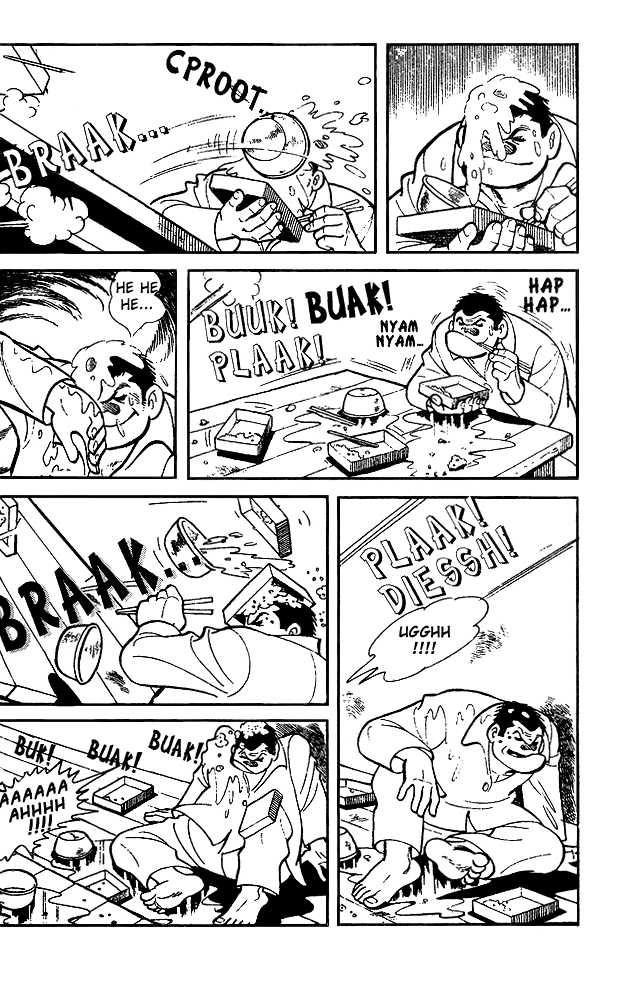 BRAAK...
CPROOT..
HE HE
HE...
BUUK!
BUAK!
PLAAK!
NYAM
NYAM...
HAP
HAP...
BRAAK...
PLAAK!
DIESSH!
UGGHH
!!!!
BUK!
BUAK!
BUAK!
AAAAAA
AHHHH
!!!!